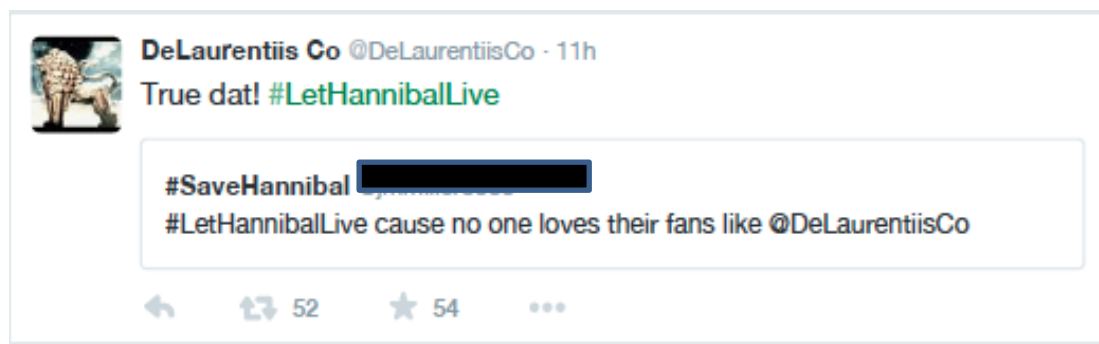 DeLaurentiis Co @DeLaurentiisCo · 11h
True dat! #LetHannibalLive
#SaveHannibal
#LetHannibalLive cause no one loves their fans like @DeLaurentiisCo
52 54